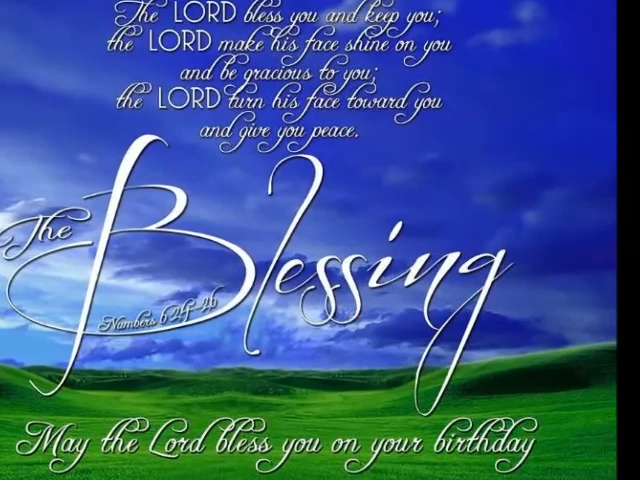 The LORD bless you and keep you;
the LORD make his face shine on you
and be gracious to you;
the LORD turn his face toward you
and give you peace.
The Blessing
Numbers 6:24-26
May the Lord bless you on your birthday